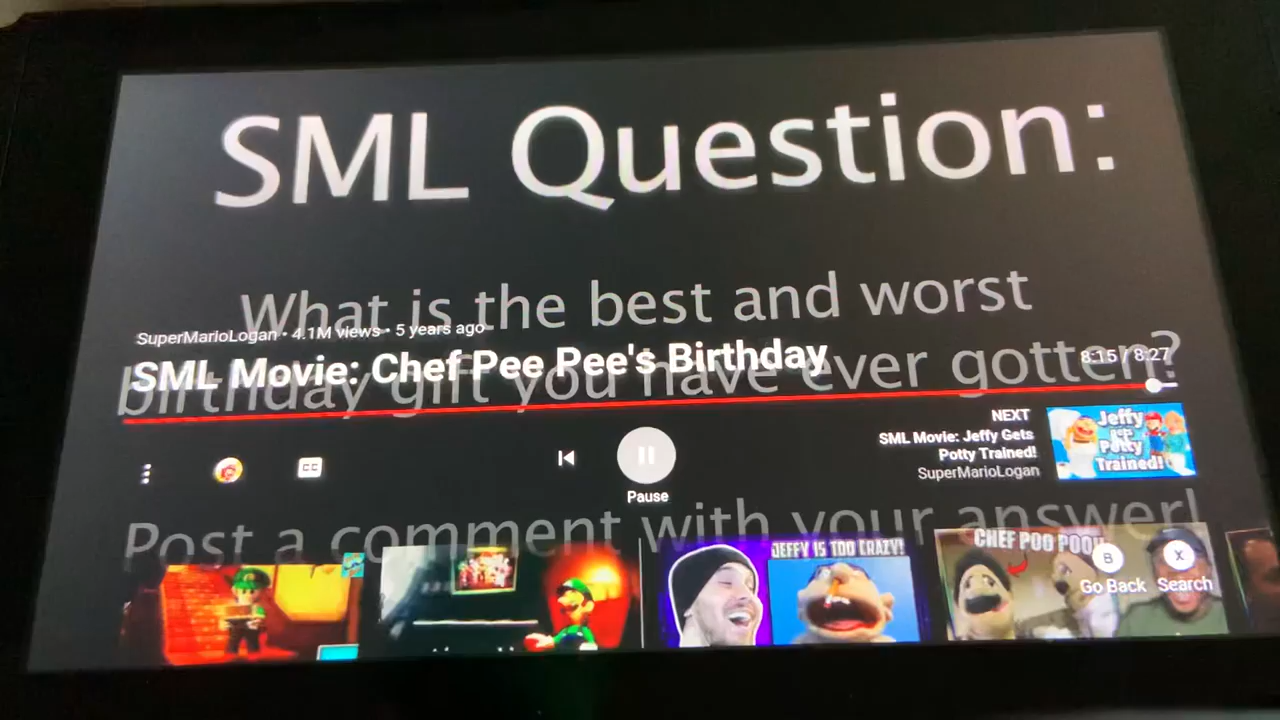 SML Question:
What is the best and worst
birthday gift you have ever gotten?
SuperMarioLogan • 4.1M views • 5 years ago
SML Movie: Chef Pee Pee's Birthday
8:15 / 8:27
NEXT
SML Movie: Jeffy Gets
Potty Trained!
SuperMarioLogan
Jeffy
Gets
Potty
Trained!
CC
Pause
Post a comment with your answer!
JEFFY IS TOO CRAZY!
CHEF POO POO
B
Go Back
X
Search